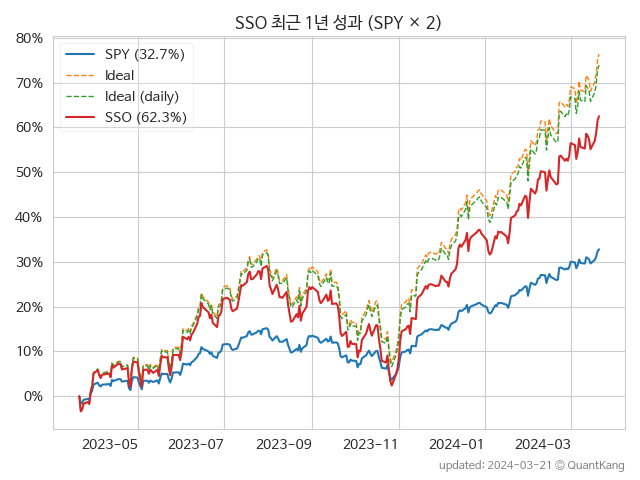 SSO 최근 1년 성과 (SPY × 2)
80%
70%
60%
50%
40%
30%
20%
10%
0%
SPY (32.7%)
Ideal
Ideal (daily)
SSO (62.3%)
2023-05
2023-07
2023-09
2023-11
2024-01
2024-03
updated: 2024-03-21 ⓒ QuantKang